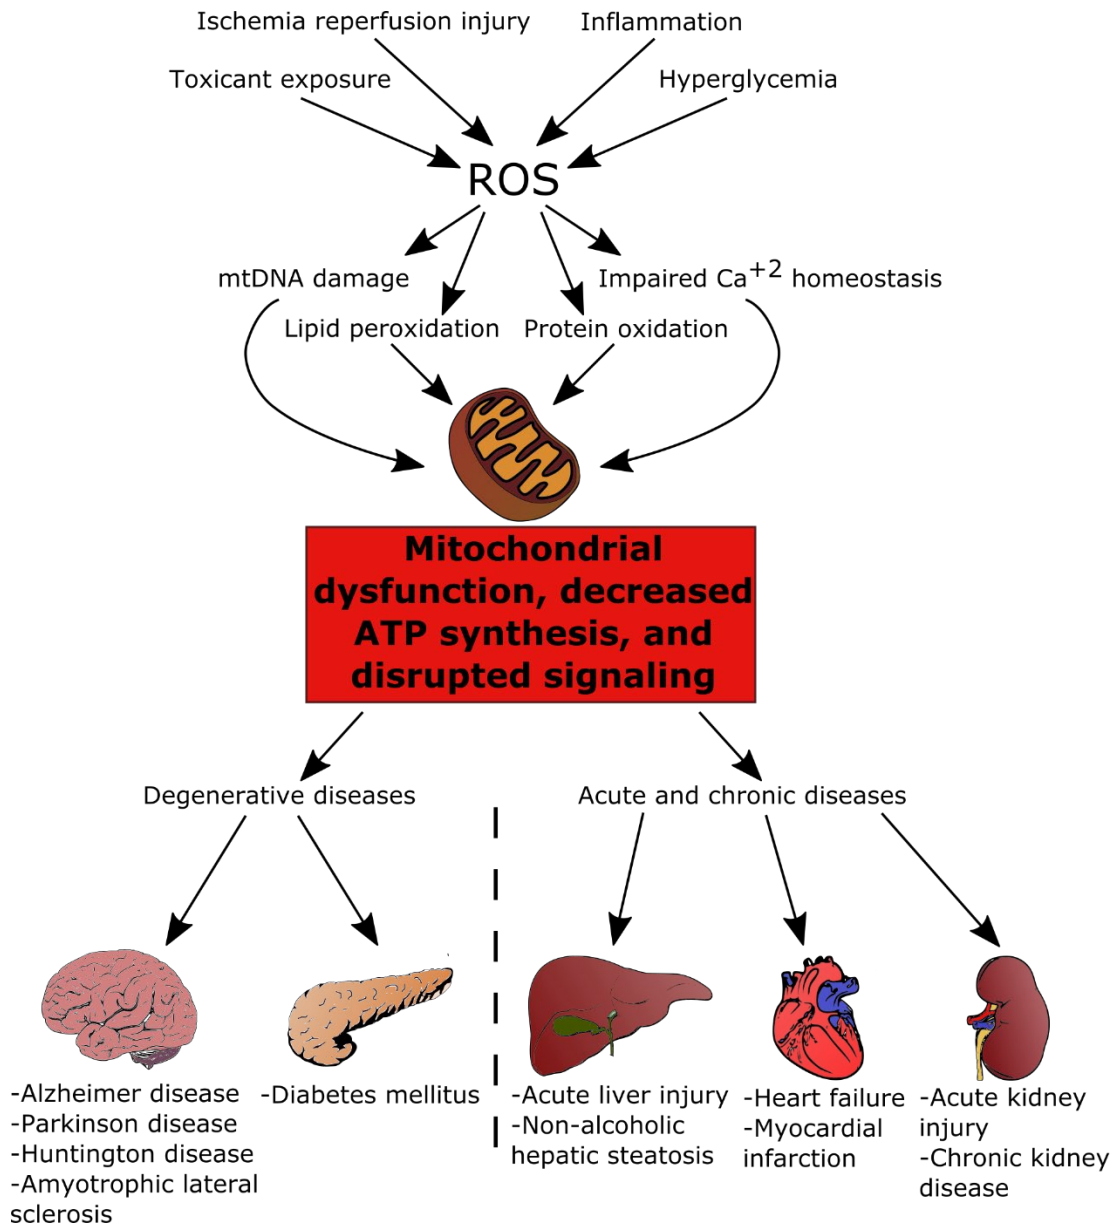 Ischemia reperfusion injury
Inflammation
Toxicant exposure
Hyperglycemia
ROS
mtDNA damage
Impaired Ca+2 homeostasis
Lipid peroxidation
Protein oxidation
Mitochondrial
dysfunction, decreased
ATP synthesis, and
disrupted signaling
Degenerative diseases
Acute and chronic diseases
-Alzheimer disease
-Parkinson disease
-Huntington disease
-Amyotrophic lateral
sclerosis
-Diabetes mellitus
-Acute liver injury
-Non-alcoholic
hepatic steatosis
-Heart failure
-Myocardial
infarction
-Acute kidney
injury
-Chronic kidney
disease